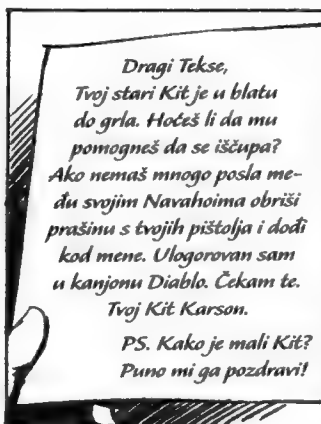 Dragi Tekse,
Tvoj stari Kit je u blatu
do grla. Hoćeš li da mu
pomogneš da se iščupa?
Ako nemaš mnogo posla me-
đu svojim Navahoima obriši
prašinu s tvojih pištolja i dođi
kod mene. Ulogorovan sam
u kanjonu Diablo. Čekam te.
Tvoj Kit Karson.
PS. Kako je mali Kit?
Puno mi ga pozdravi!